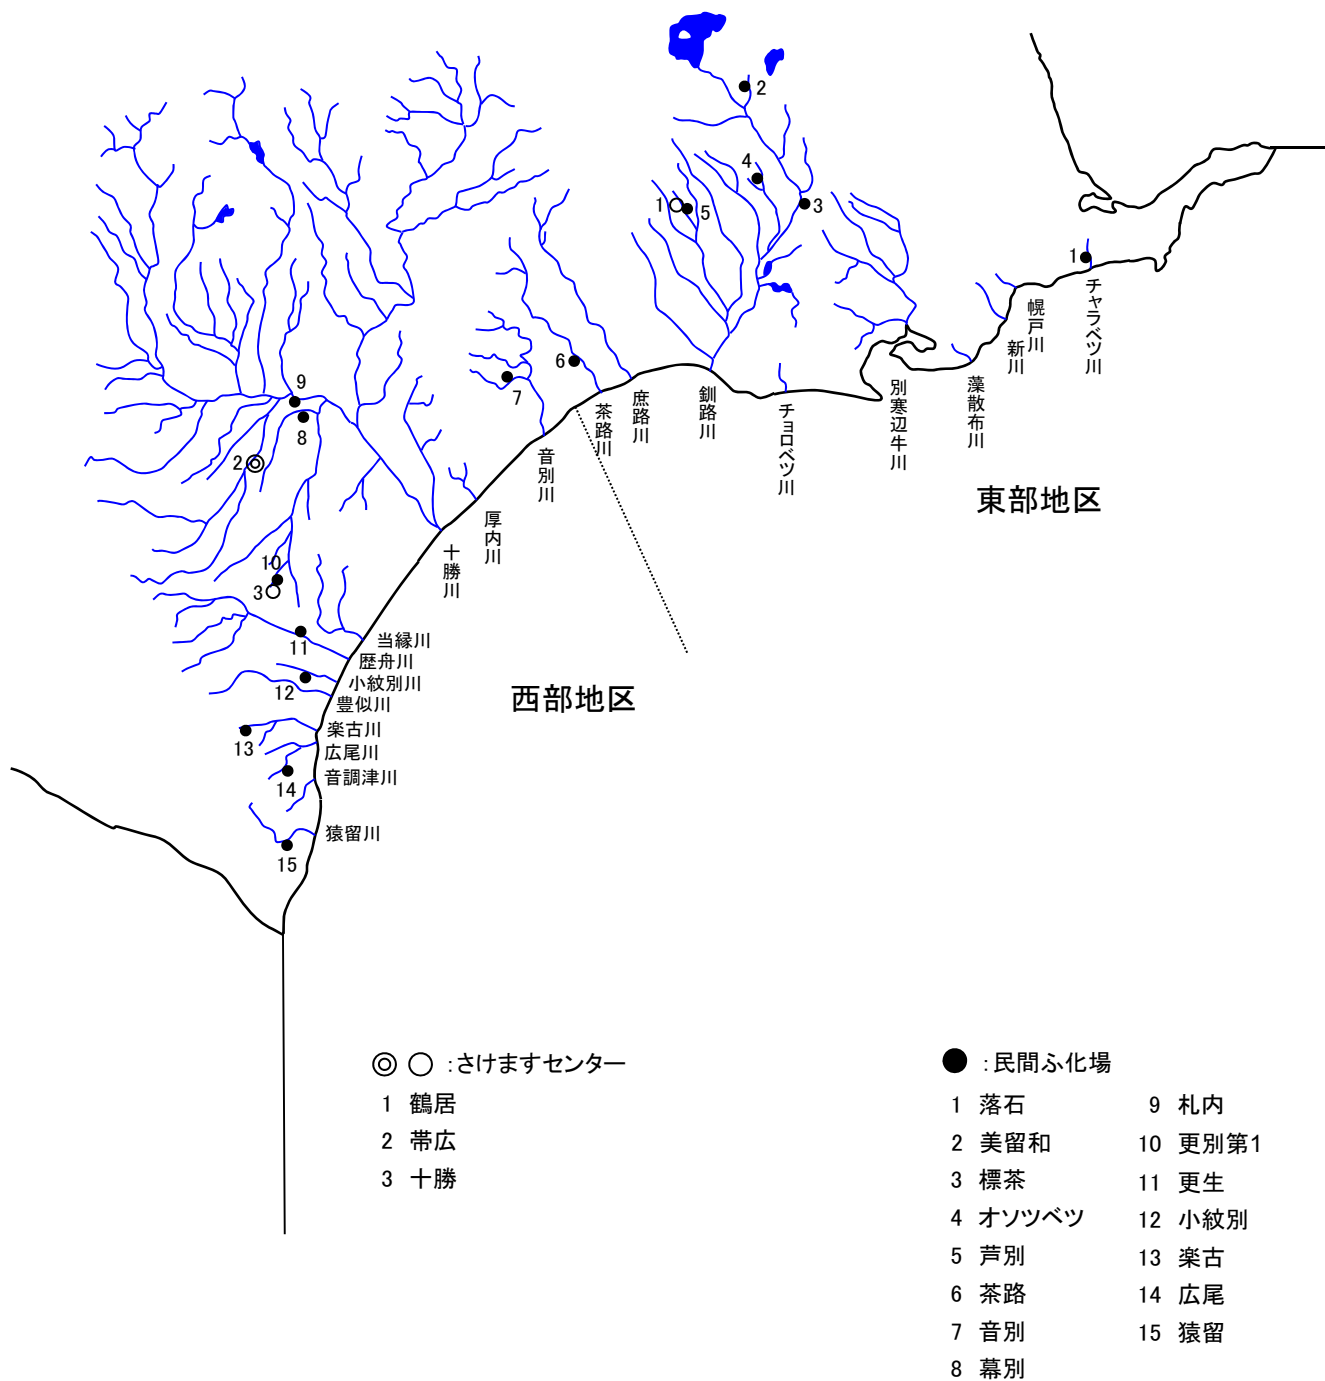 2
4
1
5
3
1
チャラベツ川
幌戸川
新川
藻散布川
別寒辺牛川
チョロベツ川
釧路川
庶路川
茶路川
音別川
厚内川
十勝川
6
7
9
8
2
10
3
11
12
13
14
15
東部地区
西部地区
当縁川
歴舟川
小紋別川
豊似川
楽古川
広尾川
音調津川
猿留川
◎ ○ :さけますセンター
1 鶴居
2 帯広
3 十勝
● :民間ふ化場
1 落石
2 美留和
3 標茶
4 オソツベツ
5 芦別
6 茶路
7 音別
8 幕別
9 札内
10 更別第1
11 更生
12 小紋別
13 楽古
14 広尾
15 猿留